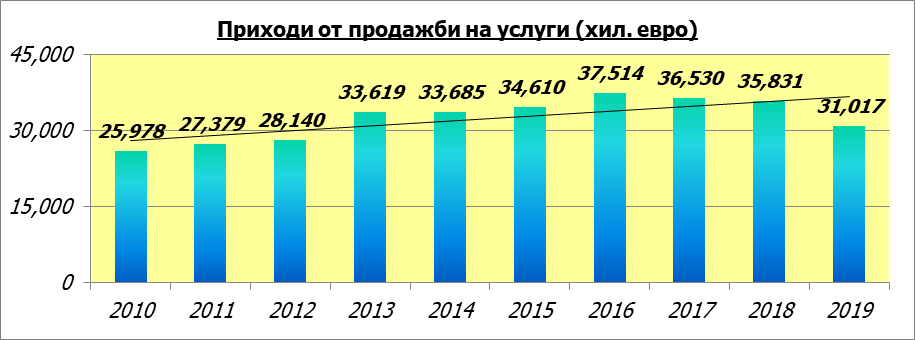 Приходи от продажби на услуги (хил. евро)
45,000
30,000
15,000
0
25,978 27,379 28,140 33,619 33,685 34,610 37,514 36,530 35,831 31,017
2010 2011 2012 2013 2014 2015 2016 2017 2018 2019